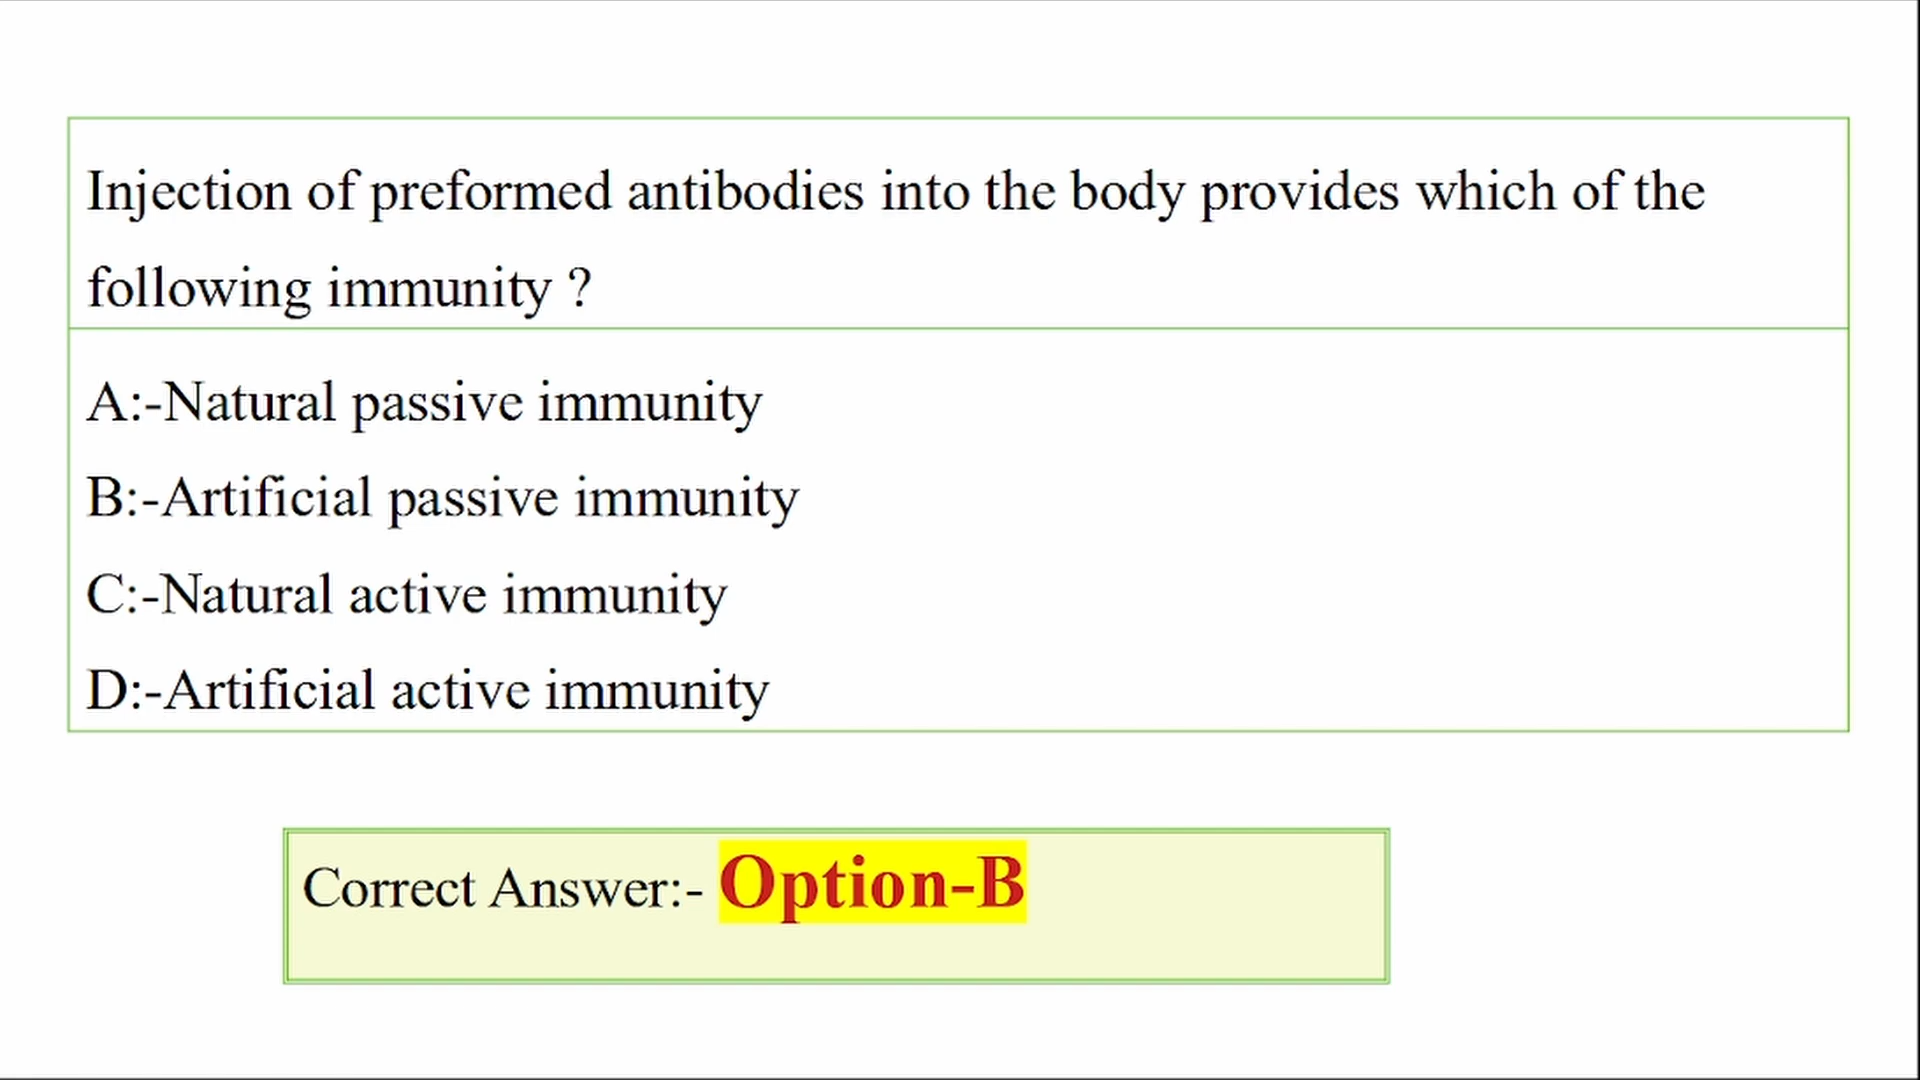 Injection of preformed antibodies into the body provides which of the
following immunity ?
A:-Natural passive immunity
B:-Artificial passive immunity
C:-Natural active immunity
D:-Artificial active immunity
Correct Answer:- Option-B